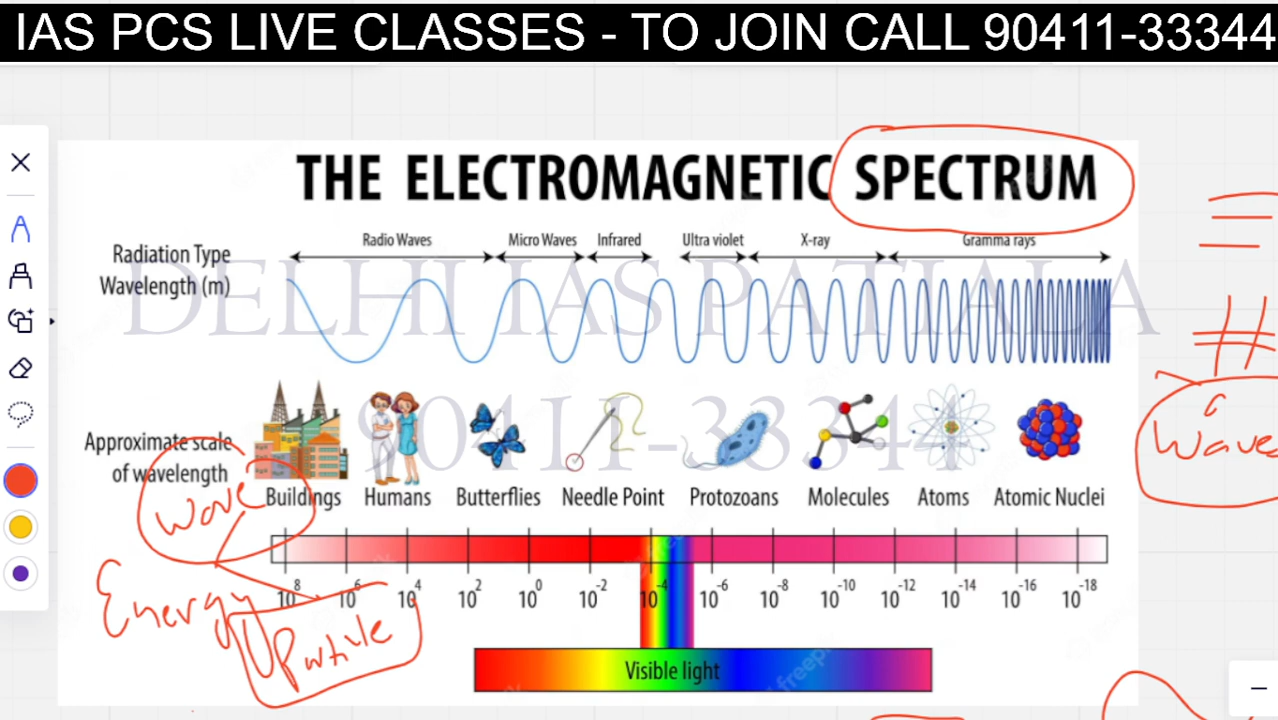 IAS PCS LIVE CLASSES - TO JOIN CALL 90411-33344
THE ELECTROMAGNETIC SPECTRUM
Radiation Type
Wavelength (m)
Radio Waves Micro Waves Infrared Ultra violet X-ray Gramma rays
DELHI IAS PATIALA
90411-33344
Approximate scale
of wavelength
Buildings Humans Butterflies Needle Point Protozoans Molecules Atoms Atomic Nuclei
wave
Waves
10^8 10^6 10^4 10^2 10^0 10^-2 10^-4 10^-6 10^-8 10^-10 10^-12 10^-14 10^-16 10^-18
Energy
Visible light